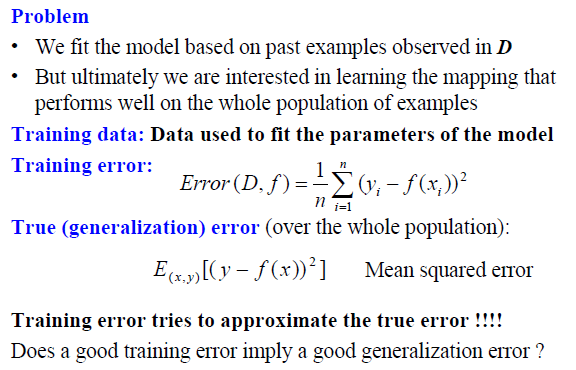 Problem
• We fit the model based on past examples observed in D
• But ultimately we are interested in learning the mapping that
performs well on the whole population of examples
Training data: Data used to fit the parameters of the model
Training error:
Error (D, f) = 1/n ∑_{i=1}^{n} (y_i − f(x_i))²
True (generalization) error (over the whole population):
E_{(x,y)}[(y − f(x))²] Mean squared error
Training error tries to approximate the true error !!!!
Does a good training error imply a good generalization error ?